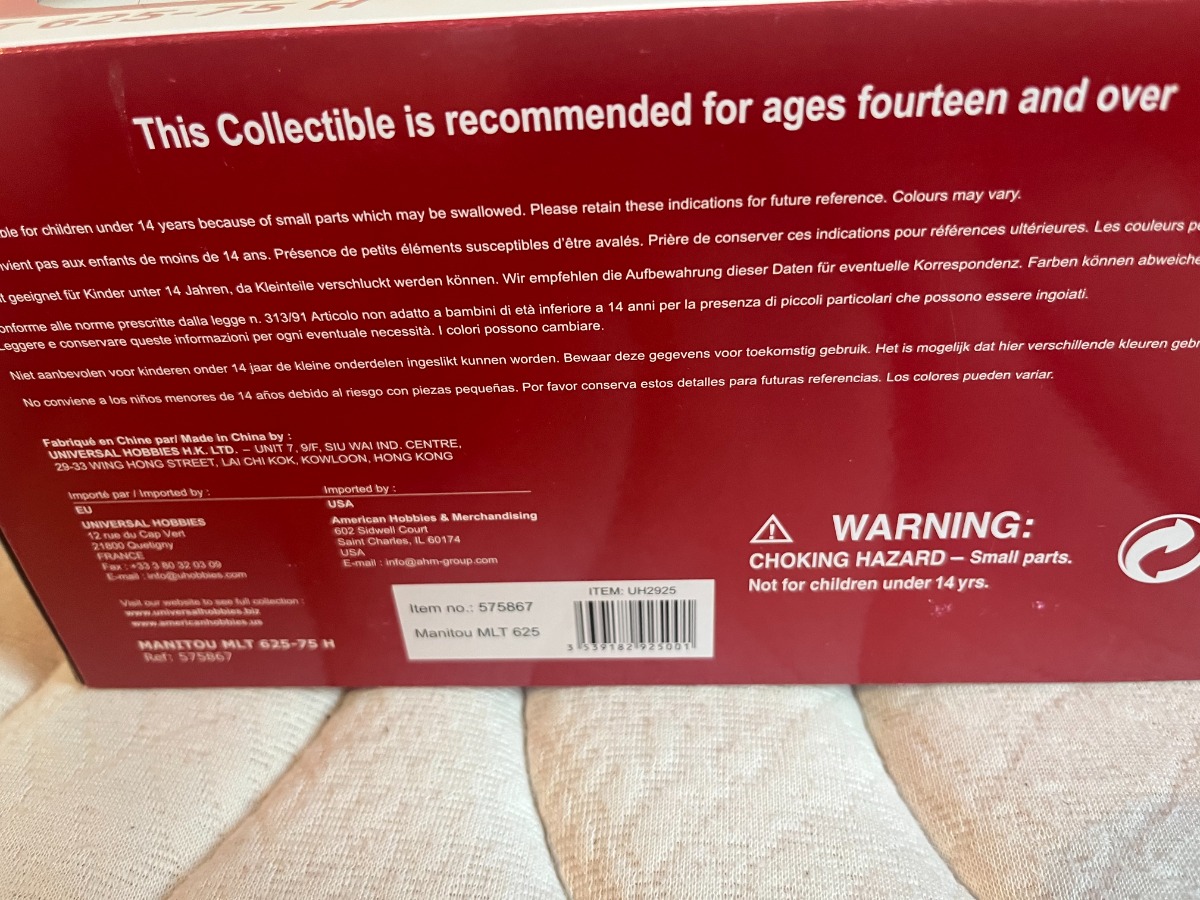 625-75 H
This Collectible is recommended for ages fourteen and over
for children under 14 years because of small parts which may be swallowed. Please retain these indications for future reference. Colours may vary.
pas aux enfants de moins de 14 ans. Présence de petits éléments susceptibles d'être avalés. Prière de conserver ces indications pour références ultérieures. Les couleurs
geeignet für Kinder unter 14 Jahren, da Kleinteile verschluckt werden können. Wir empfehlen die Aufbewahrung dieser Daten für eventuelle Korrespondenz. Farben können
alle norme prescritte dalla legge n. 313/91 Articolo non adatto a bambini di età inferiore a 14 anni per la presenza di piccoli particolari che possono essere ingoiati.
Leggere e conservare queste informazioni per ogni eventuale necessità. I colori possono cambiare.
Niet aanbevolen voor kinderen onder 14 jaar de kleine onderdelen ingeslikt kunnen worden. Bewaar deze gegevens voor toekomstig gebruik. Het is mogelijk dat hier verschillende kleuren
No conviene a los niños menores de 14 años debido al riesgo con piezas pequeñas. Por favor conserva estos detalles para futuras referencias. Los colores pueden variar.
Fabriqué en Chine par/ Made in China by :
UNIVERSAL HOBBIES H.K. LTD. – UNIT 7, 9/F, SIU WAI IND. CENTRE,
29-33 WING HONG STREET, LAI CHI KOK, KOWLOON, HONG KONG
Importé par / Imported by :
EU
UNIVERSAL HOBBIES
12 rue du Cap Vert
21800 Quetigny
FRANCE
Fax : +33 3 80 32 03 09
E-mail : info@uhobbies.com
Imported by :
USA
American Hobbies & Merchandising
602 Sidwell Court
Saint Charles, IL 60174
USA
E-mail : info@ahm-group.com
Visit our website to see full collection :
www.universalhobbies.biz
www.americanhobbies.us
MANITOU MLT 625-75 H
Ref: 575867
Item no.: 575867
Manitou MLT 625
ITEM: UH2925
3 539182 925001
WARNING:
CHOKING HAZARD – Small parts.
Not for children under 14 yrs.